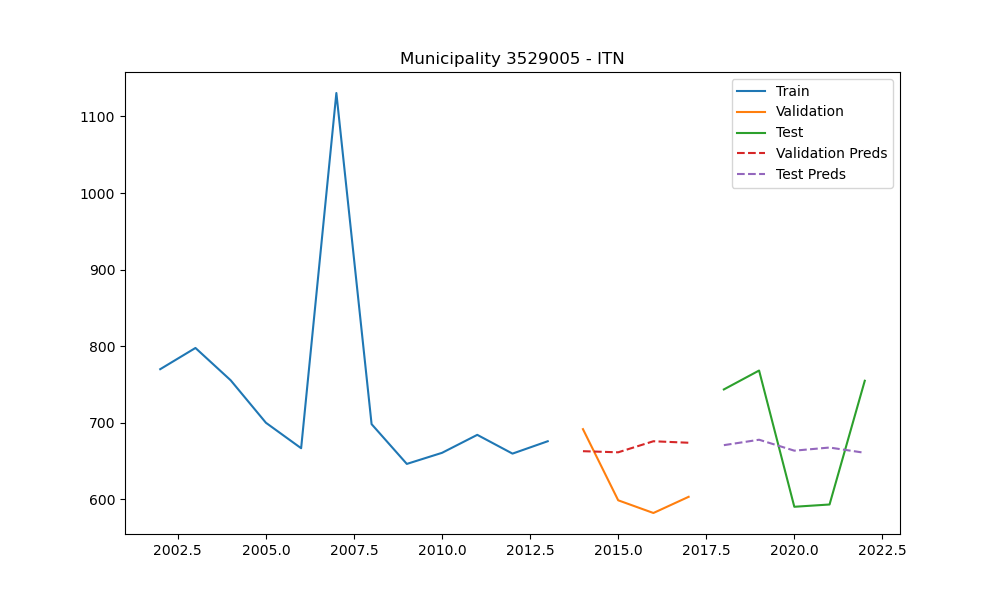 Municipality 3529005 - ITN
Train
Validation
Test
Validation Preds
Test Preds
1100
1000
900
800
700
600
2002.5 2005.0 2007.5 2010.0 2012.5 2015.0 2017.5 2020.0 2022.5